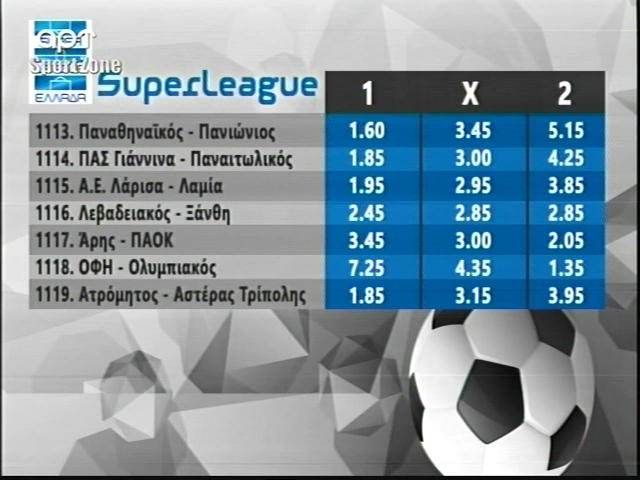 apr
SportZone
ΕΛΛΑΔΑ
SuperLeague
1 X 2
1113. Παναθηναϊκός - Πανιώνιος 1.60 3.45 5.15
1114. ΠΑΣ Γιάννινα - Παναιτωλικός 1.85 3.00 4.25
1115. Α.Ε. Λάρισα - Λαμία 1.95 2.95 3.85
1116. Λεβαδειακός - Ξάνθη 2.45 2.85 2.85
1117. Άρης - ΠΑΟΚ 3.45 3.00 2.05
1118. ΟΦΗ - Ολυμπιακός 7.25 4.35 1.35
1119. Ατρόμητος - Αστέρας Τρίπολης 1.85 3.15 3.95